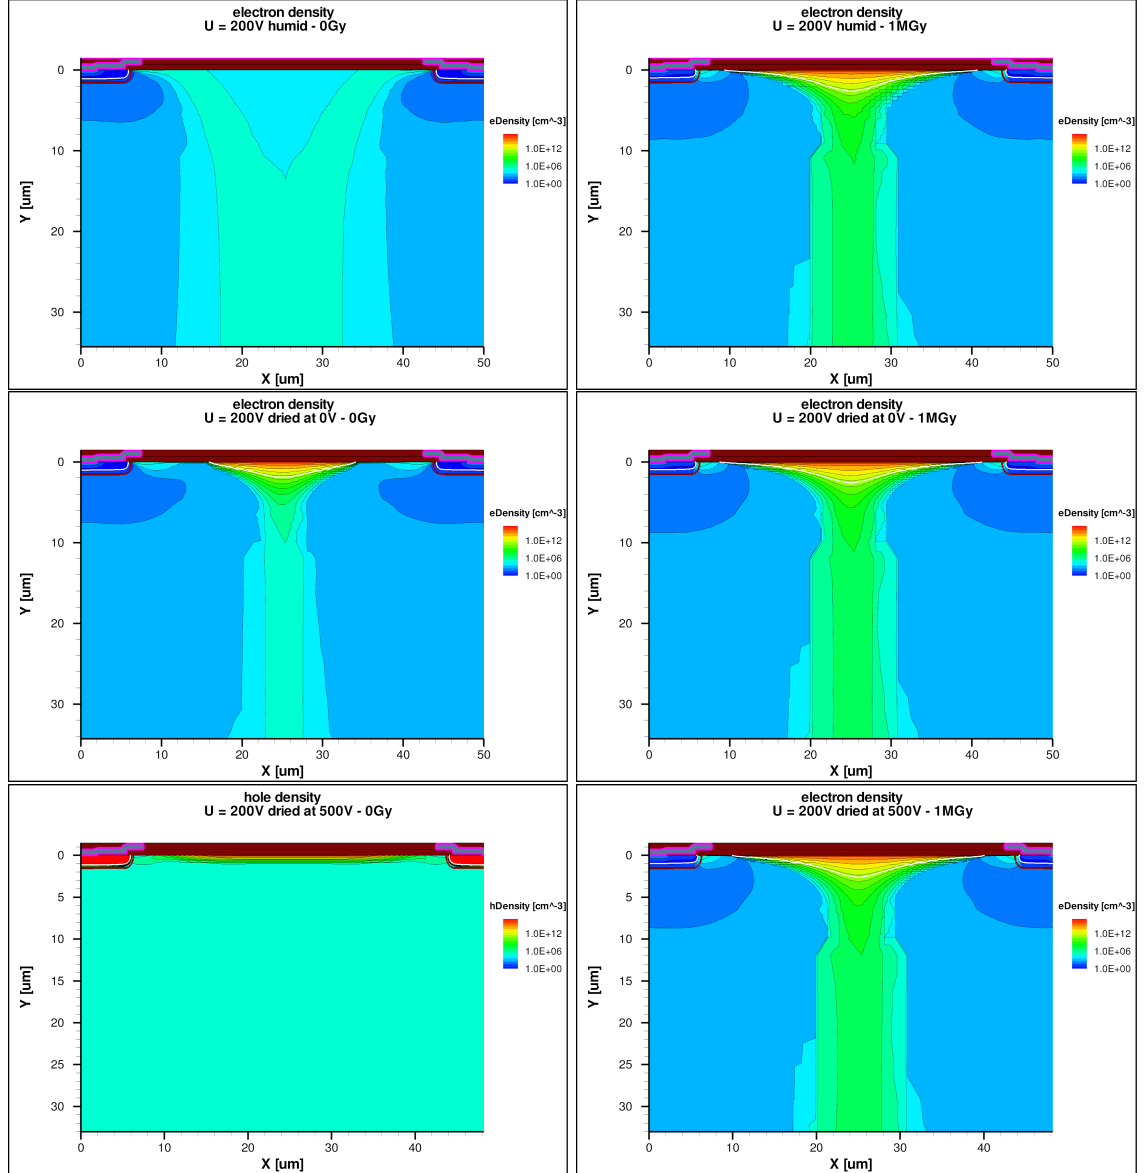 electron density
U = 200V humid - 0Gy
0
10
20
30
Y [um]
0
10
20
30
40
50
X [um]
eDensity [cm^-3]
1.0E+12
1.0E+06
1.0E+00
electron density
U = 200V humid - 1MGy
0
10
20
30
Y [um]
0
10
20
30
40
50
X [um]
eDensity [cm^-3]
1.0E+12
1.0E+06
1.0E+00
electron density
U = 200V dried at 0V - 0Gy
0
10
20
30
Y [um]
0
10
20
30
40
50
X [um]
eDensity [cm^-3]
1.0E+12
1.0E+06
1.0E+00
electron density
U = 200V dried at 0V - 1MGy
0
10
20
30
Y [um]
0
10
20
30
40
50
X [um]
eDensity [cm^-3]
1.0E+12
1.0E+06
1.0E+00
hole density
U = 200V dried at 500V - 0Gy
0
5
10
15
20
25
30
Y [um]
0
10
20
30
40
X [um]
hDensity [cm^-3]
1.0E+12
1.0E+06
1.0E+00
electron density
U = 200V dried at 500V - 1MGy
0
5
10
15
20
25
30
Y [um]
0
10
20
30
40
X [um]
eDensity [cm^-3]
1.0E+12
1.0E+06
1.0E+00